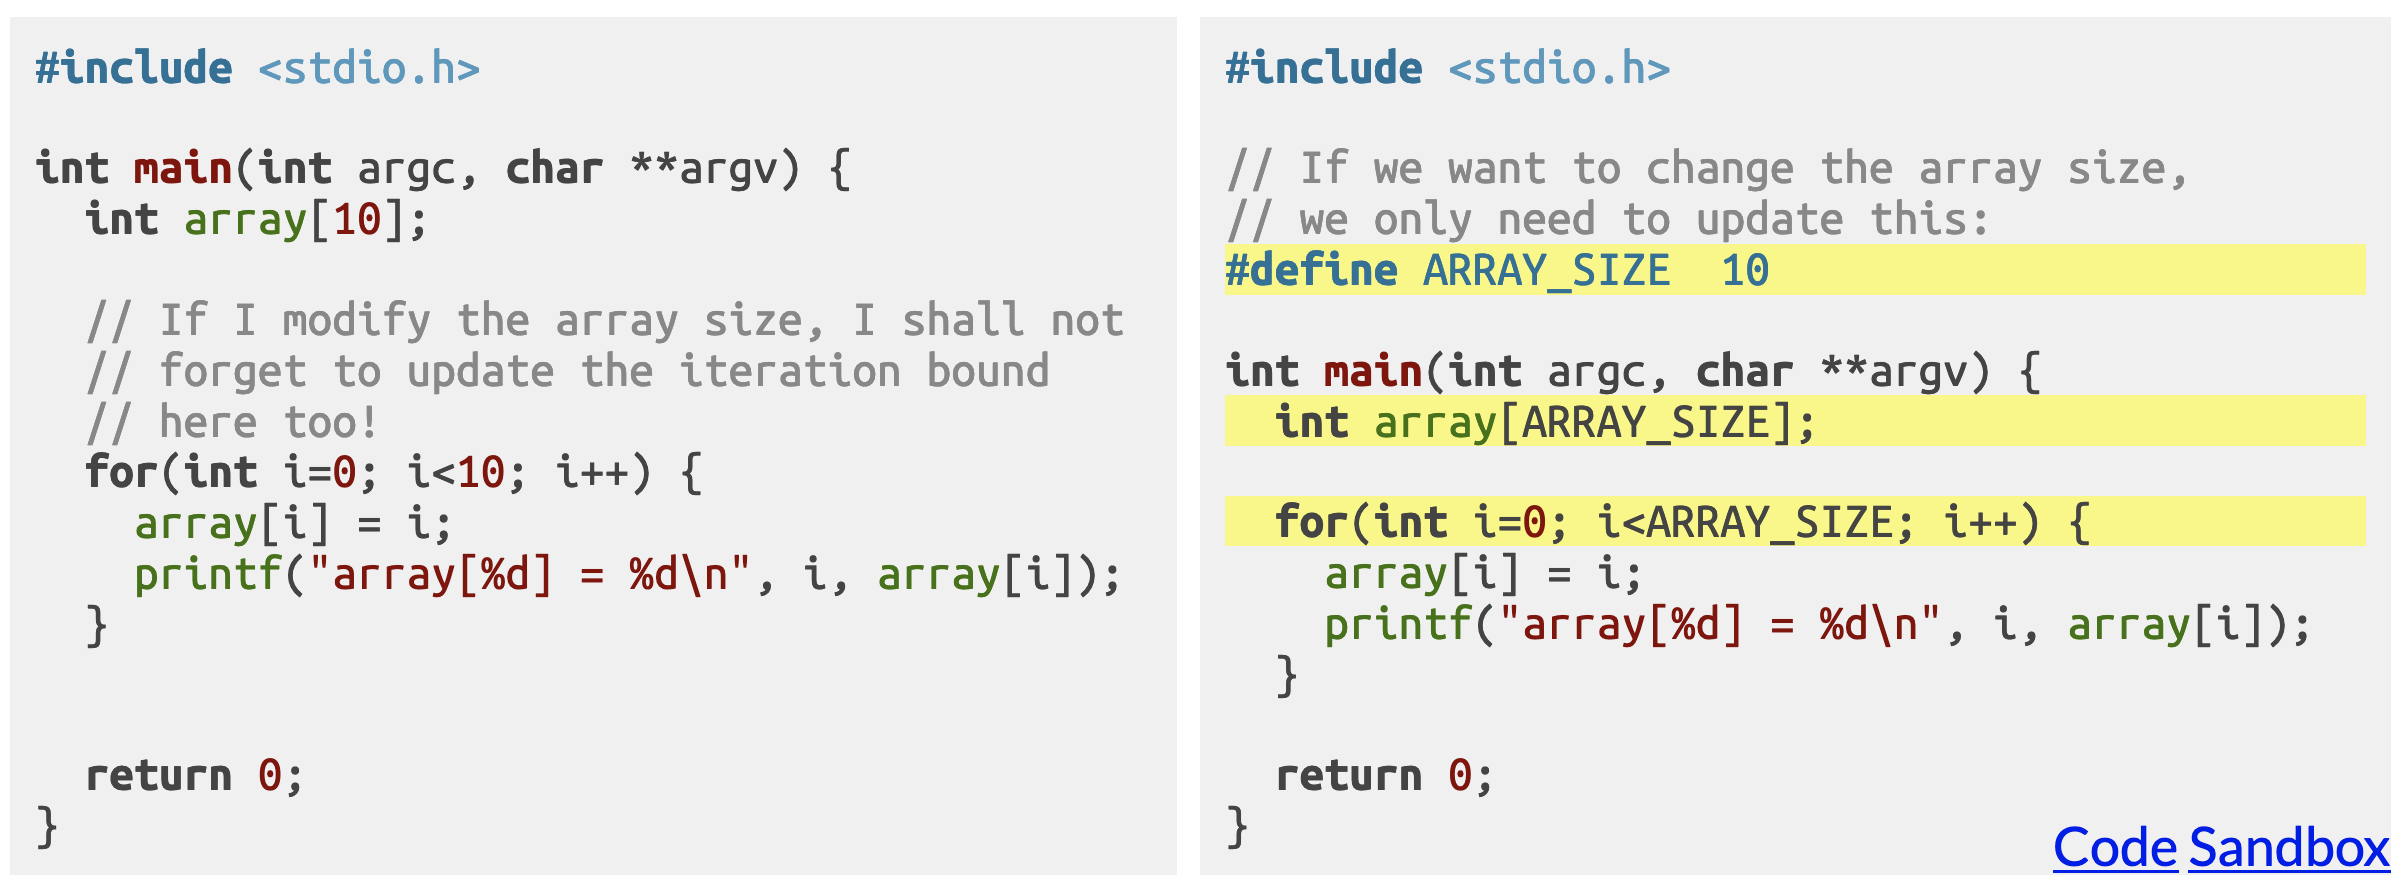 #include <stdio.h>
int main(int argc, char **argv) {
  int array[10];
  // If I modify the array size, I shall not
  // forget to update the iteration bound
  // here too!
  for(int i=0; i<10; i++) {
    array[i] = i;
    printf("array[%d] = %d\n", i, array[i]);
  }
  return 0;
}
#include <stdio.h>
// If we want to change the array size,
// we only need to update this:
#define ARRAY_SIZE  10
int main(int argc, char **argv) {
  int array[ARRAY_SIZE];
  for(int i=0; i<ARRAY_SIZE; i++) {
    array[i] = i;
    printf("array[%d] = %d\n", i, array[i]);
  }
  return 0;
}
Code Sandbox